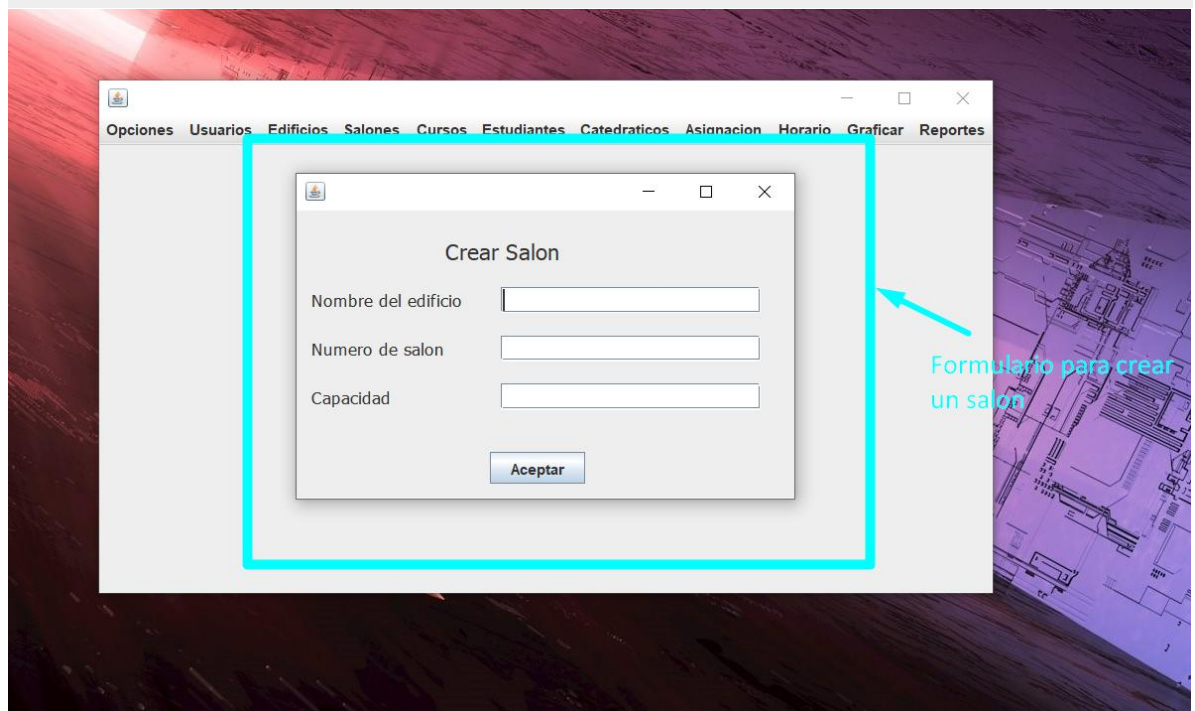 Opciones Usuarios Edificios Salones Cursos Estudiantes Catedraticos Asignacion Horario Graficar Reportes
Crear Salon
Nombre del edificio
Numero de salon
Capacidad
Aceptar
Formulario para crear
un salon